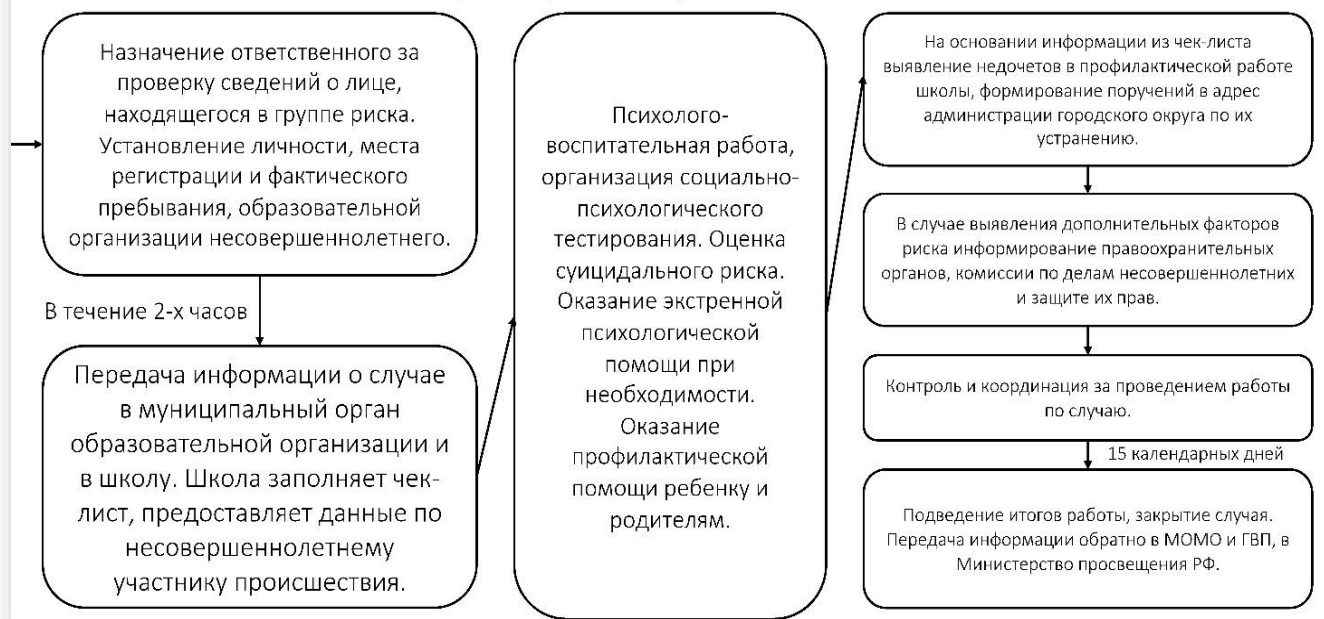 Назначение ответственного за
проверку сведений о лице,
находящегося в группе риска.
Установление личности, места
регистрации и фактического
пребывания, образовательной
организации несовершеннолетнего.
В течение 2-х часов
Передача информации о случае
в муниципальный орган
образовательной организации и
в школу. Школа заполняет чек-
лист, предоставляет данные по
несовершеннолетнему
участнику происшествия.
Психолого-
воспитательная работа,
организация социально-
психологического
тестирования. Оценка
суицидального риска.
Оказание экстренной
психологической
помощи при
необходимости.
Оказание
профилактической
помощи ребенку и
родителям.
На основании информации из чек-листа
выявление недочетов в профилактической работе
школы, формирование поручений в адрес
администрации городского округа по их
устранению.
В случае выявления дополнительных факторов
риска информирование правоохранительных
органов, комиссии по делам несовершеннолетних
и защите их прав.
Контроль и координация за проведением работы
по случаю.
15 календарных дней
Подведение итогов работы, закрытие случая.
Передача информации обратно в МОМО и ГВП, в
Министерство просвещения РФ.